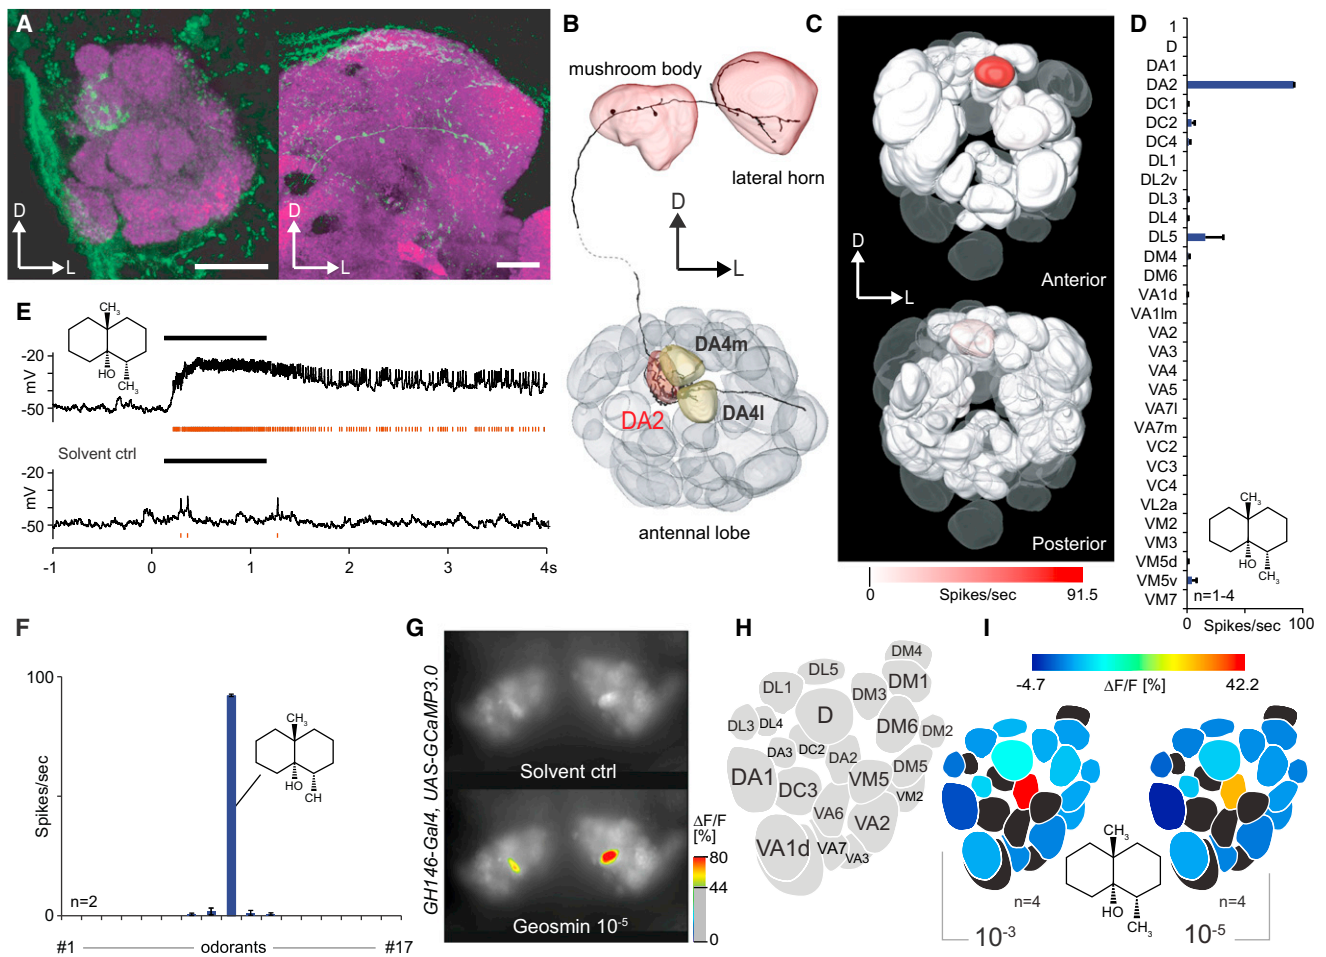 A
D
L
D
L
B
mushroom body
lateral horn
D
L
DA4m
DA4l
DA2
antennal lobe
C
D
L
Anterior
Posterior
0
Spikes/sec
91.5
D
1
D
DA1
DA2
DC1
DC2
DC4
DL1
DL2v
DL3
DL4
DL5
DM4
DM6
VA1d
VA1lm
VA2
VA3
VA4
VA5
VA7l
VA7m
VC2
VC3
VC4
VL2a
VM2
VM3
VM5d
VM5v
VM7
n=1-4
CH₃
HO
CH₃
0
Spikes/sec
100
E
CH₃
HO
CH₃
-20
mV
-50
Solvent ctrl
-20
mV
-50
-1
0
1
2
3
4s
F
100
Spikes/sec
0
n=2
CH₃
HO
CH
#1
odorants
#17
G
GH146-Gal4, UAS-GCaMP3.0
Solvent ctrl
Geosmin 10⁻⁵
ΔF/F
[%]
80
44
0
H
DM4
DL5
DM1
DL1
DM3
D
DM6
DM2
DL3
DL4
DA3
DC2
DA2
DM5
DA1
DC3
VM5
VM2
VA6
VA2
VA1d
VA7
VA3
I
-4.7
ΔF/F [%]
42.2
CH₃
HO
CH₃
n=4
10⁻³
n=4
10⁻⁵